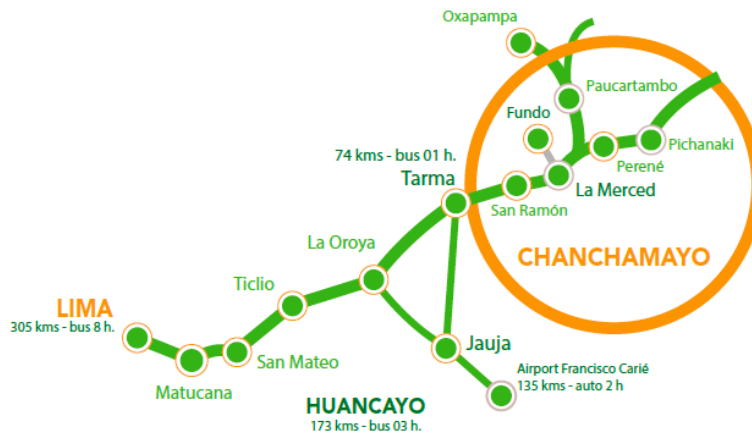 Oxapampa
Paucartambo
Fundo
Pichanaki
Perené
74 kms - bus 01 h.
Tarma
La Merced
San Ramón
CHANCHAMAYO
La Oroya
Ticlio
LIMA
305 kms - bus 8 h.
San Mateo
Matucana
Jauja
Airport Francisco Carié
135 kms - auto 2 h
HUANCAYO
173 kms - bus 03 h.